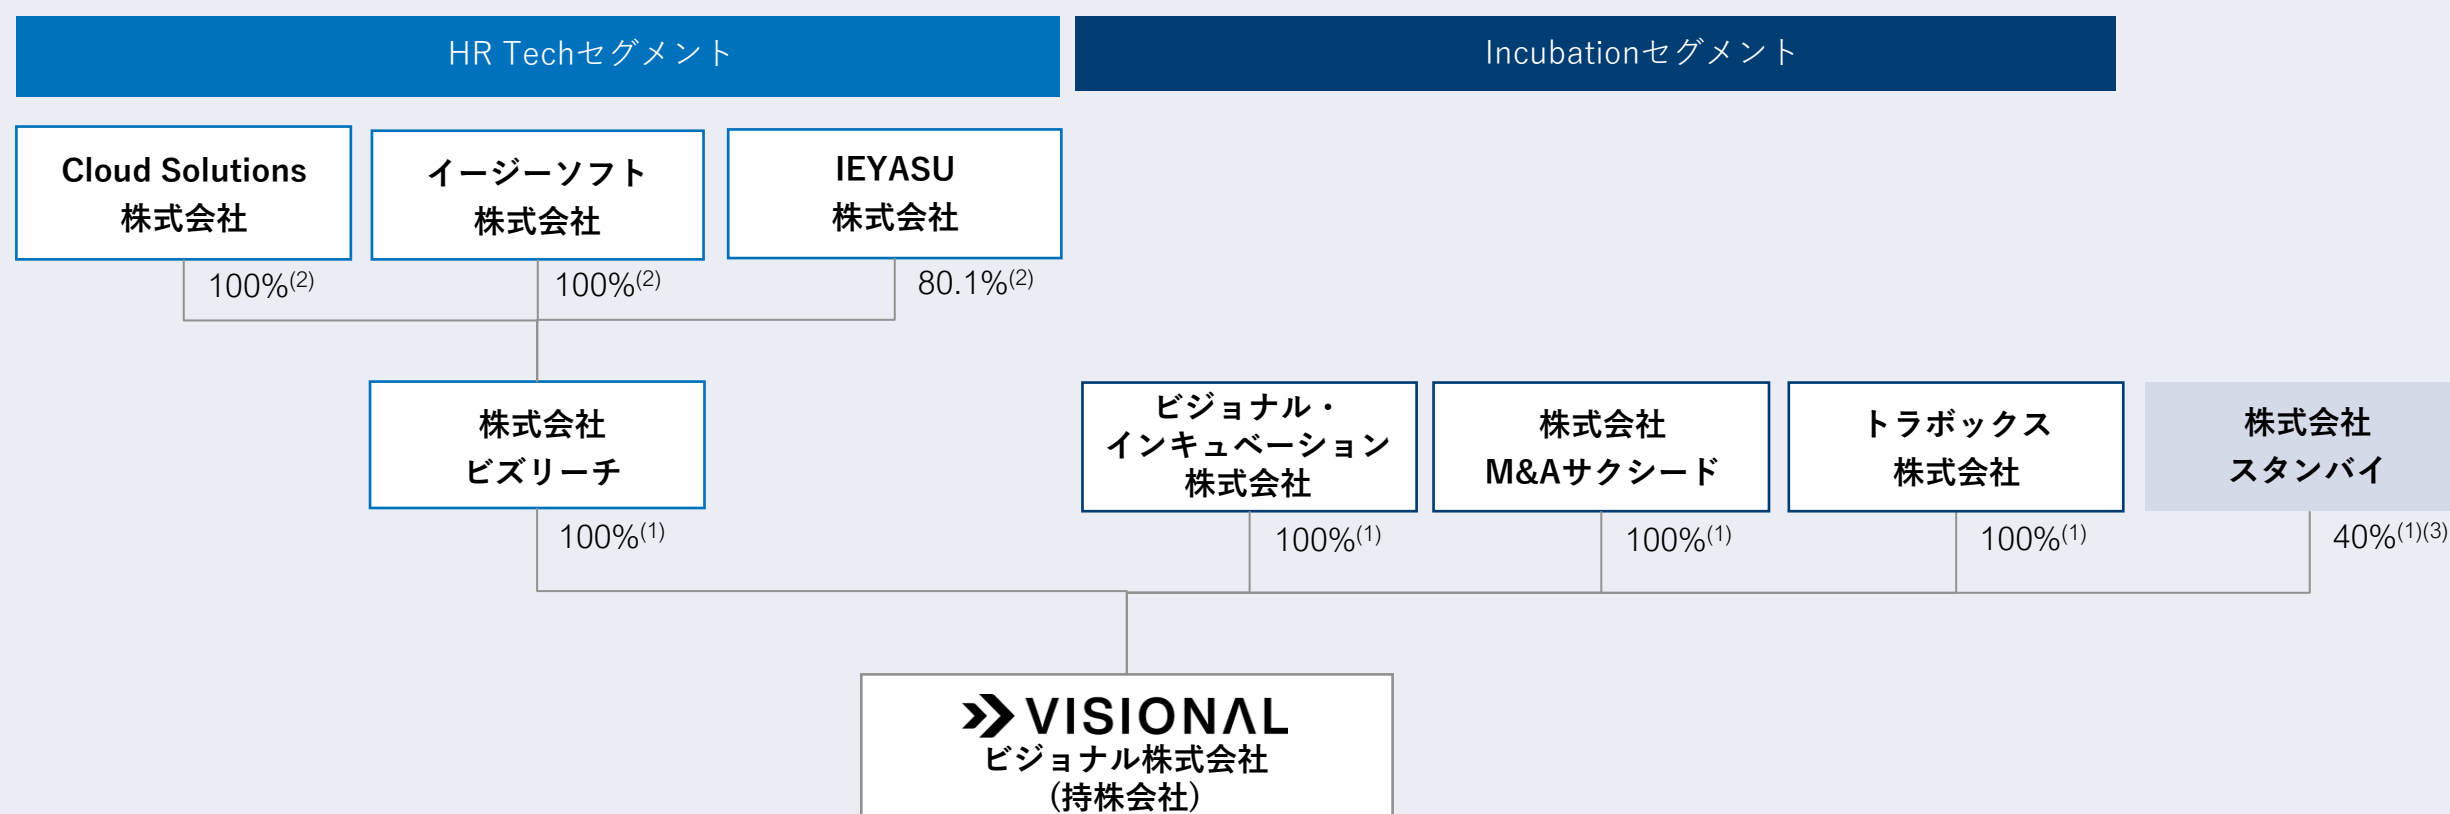 HR Techセグメント
Incubationセグメント
Cloud Solutions
株式会社
イージーソフト
株式会社
IEYASU
株式会社
100%(2)
100%(2)
80.1%(2)
株式会社
ビズリーチ
ビジョナル・
インキュベーション
株式会社
株式会社
M&Aサクシード
トラボックス
株式会社
株式会社
スタンバイ
100%(1)
100%(1)
100%(1)
100%(1)
40%(1)(3)
VISIONAL
ビジョナル株式会社
(持株会社)